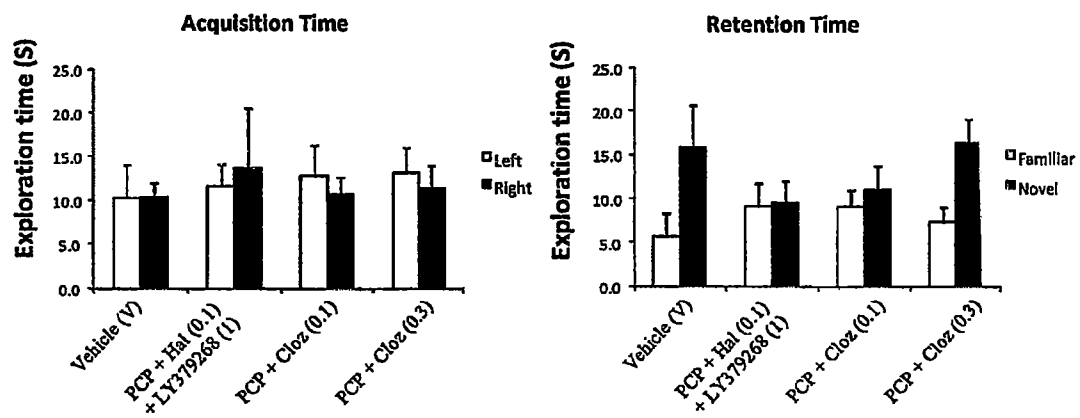 Acquisition Time
Exploration time (S)
25.0
20.0
15.0
10.0
5.0
0.0
Left
Right
Vehicle (V)
PCP + Hal (0.1)
+ LY379268 (1)
PCP + Cloz (0.1)
PCP + Cloz (0.3)
Retention Time
Exploration time (S)
25.0
20.0
15.0
10.0
5.0
0.0
Familiar
Novel
Vehicle (V)
PCP + Hal (0.1)
+ LY379268 (1)
PCP + Cloz (0.1)
PCP + Cloz (0.3)